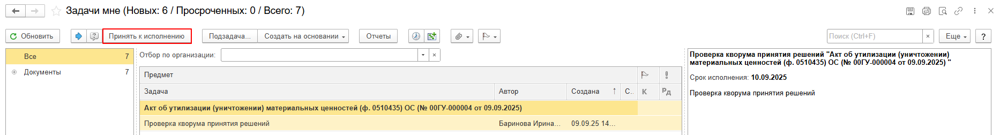 Задачи мне (Новых: 6 / Просроченных: 0 / Всего: 7)
Обновить
Принять к исполнению
Подзадача...
Создать на основании
Отчеты
Поиск (Ctrl+F)
×
Еще
?
Все 7
Документы 7
Отбор по организации:
×
Предмет
Задача Автор Создана ↑ С.. К Рд
Акт об утилизации (уничтожении) материальных ценностей (ф. 0510435) ОС (№ 00ГУ-000004 от 09.09.2025)
Проверка кворума принятия решений Баринова Ирина... 09.09.25 14...
Проверка кворума принятия решений "Акт об утилизации (уничтожении)
материальных ценностей (ф. 0510435) ОС (№ 00ГУ-000004 от 09.09.2025) "
Срок исполнения: 10.09.2025
Проверка кворума принятия решений